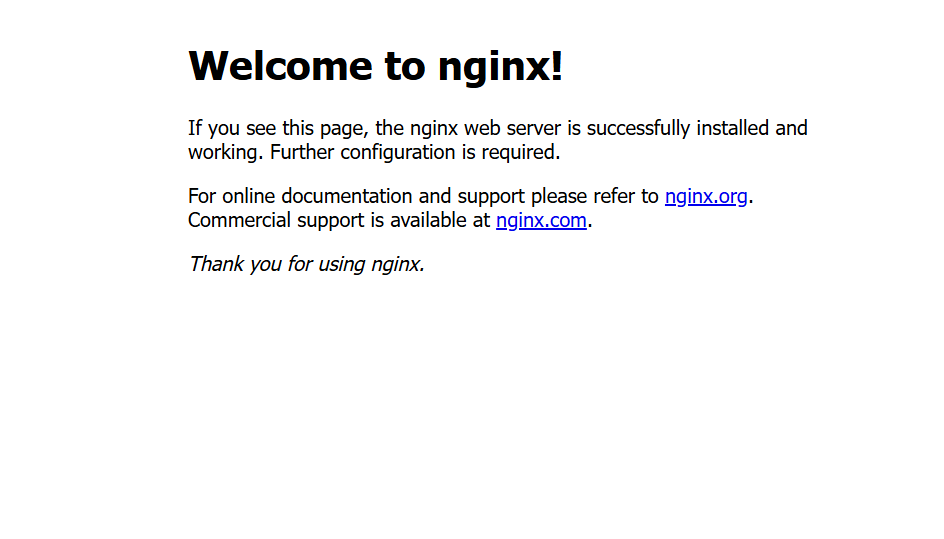 Welcome to nginx!
If you see this page, the nginx web server is successfully installed and
working. Further configuration is required.
For online documentation and support please refer to nginx.org.
Commercial support is available at nginx.com.
Thank you for using nginx.